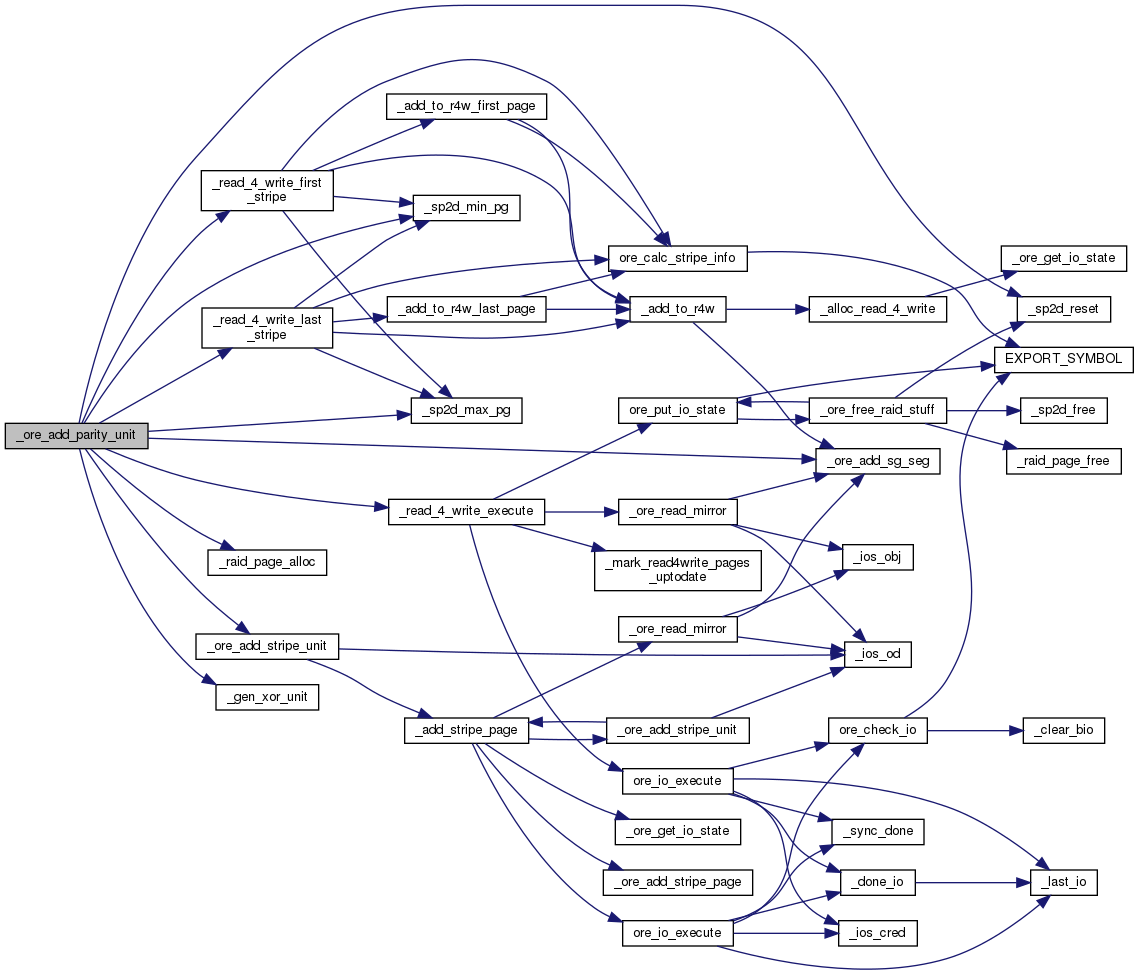 _add_to_r4w_first_page
_read_4_write_first
_stripe
_sp2d_min_pg
ore_calc_stripe_info
_ore_get_io_state
_read_4_write_last
_stripe
_add_to_r4w_last_page
_add_to_r4w
_alloc_read_4_write
_sp2d_reset
EXPORT_SYMBOL
_ore_add_parity_unit
_sp2d_max_pg
ore_put_io_state
_ore_free_raid_stuff
_sp2d_free
_ore_add_sg_seg
_raid_page_free
_read_4_write_execute
_ore_read_mirror
_raid_page_alloc
_mark_read4write_pages
_uptodate
_ios_obj
_ore_add_stripe_unit
_ore_read_mirror
_ios_od
_gen_xor_unit
_add_stripe_page
_ore_add_stripe_unit
ore_check_io
_clear_bio
ore_io_execute
_ore_get_io_state
_sync_done
_ore_add_stripe_page
_done_io
_last_io
ore_io_execute
_ios_cred